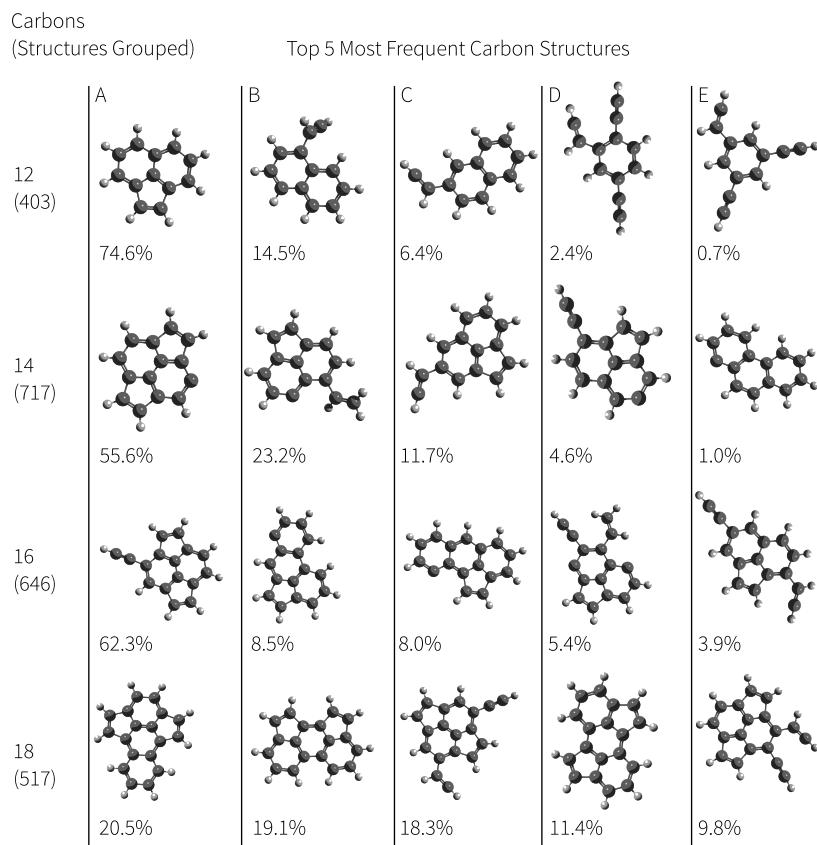 Carbons
(Structures Grouped)
Top 5 Most Frequent Carbon Structures
A B C D E
12
(403)
74.6% 14.5% 6.4% 2.4% 0.7%
14
(717)
55.6% 23.2% 11.7% 4.6% 1.0%
16
(646)
62.3% 8.5% 8.0% 5.4% 3.9%
18
(517)
20.5% 19.1% 18.3% 11.4% 9.8%